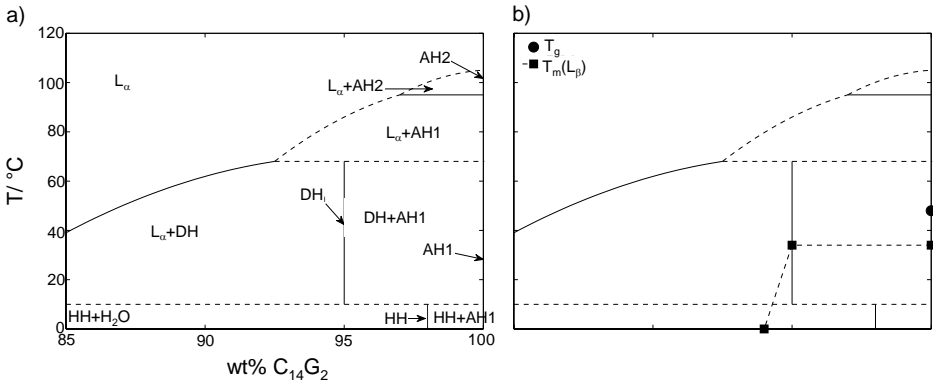 a)
b)
120
100
80
60
40
20
0
T/ °C
85
90
95
100
wt% C₁₄G₂
Lα
Lα+AH2
AH2
Lα+AH1
DH
DH+AH1
Lα+DH
AH1
HH+H₂O
HH
HH+AH1
Tg
Tm(Lβ)